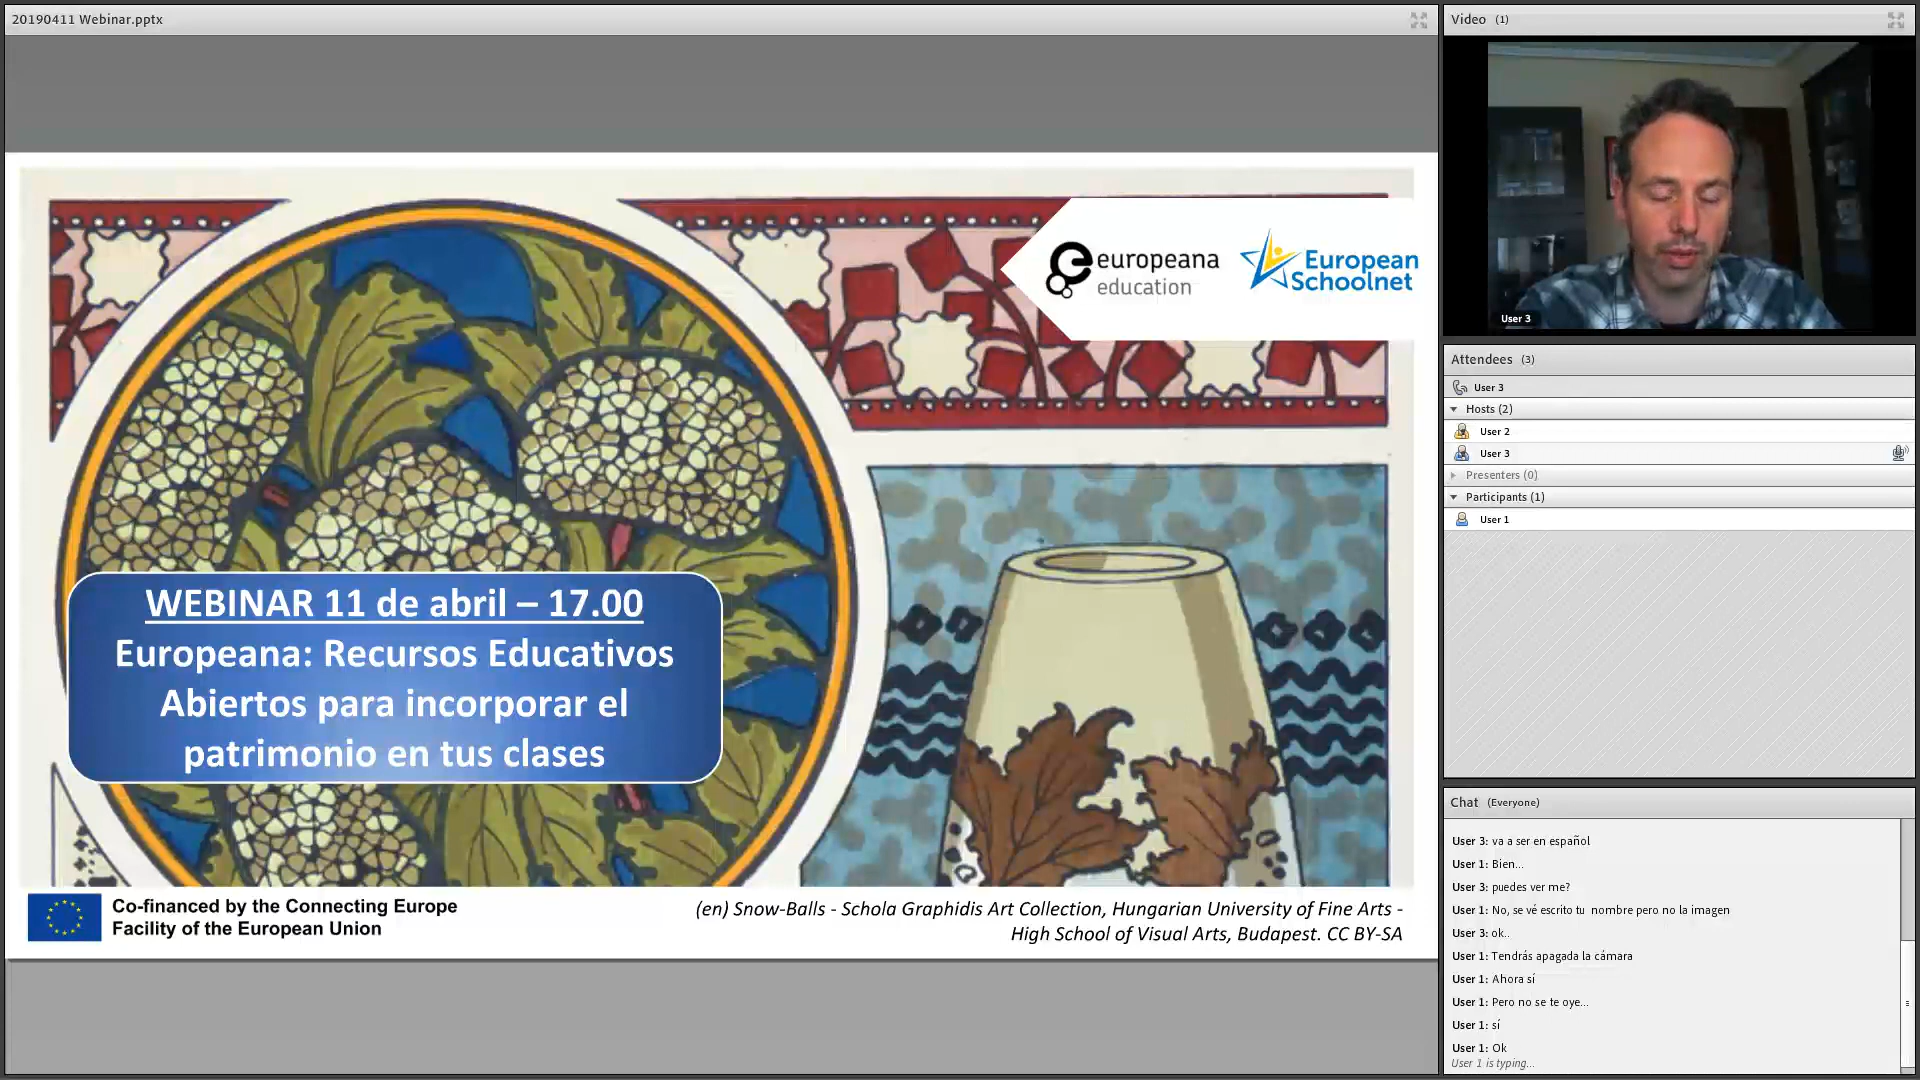 20190411 Webinar.pptx
europeana
education
European
Schoolnet
WEBINAR 11 de abril – 17.00
Europeana: Recursos Educativos
Abiertos para incorporar el
patrimonio en tus clases
Co-financed by the Connecting Europe
Facility of the European Union
(en) Snow-Balls - Schola Graphidis Art Collection, Hungarian University of Fine Arts -
High School of Visual Arts, Budapest. CC BY-SA
Video (1)
User 3
Attendees (3)
User 3
Hosts (2)
User 2
User 3
Presenters (0)
Participants (1)
User 1
Chat (Everyone)
User 3: va a ser en español
User 1: Bien...
User 3: puedes ver me?
User 1: No, se vé escrito tu nombre pero no la imagen
User 3: ok..
User 1: Tendrás apagada la cámara
User 1: Ahora sí
User 1: Pero no se te oye...
User 1: sí
User 1: Ok
User 1 is typing...